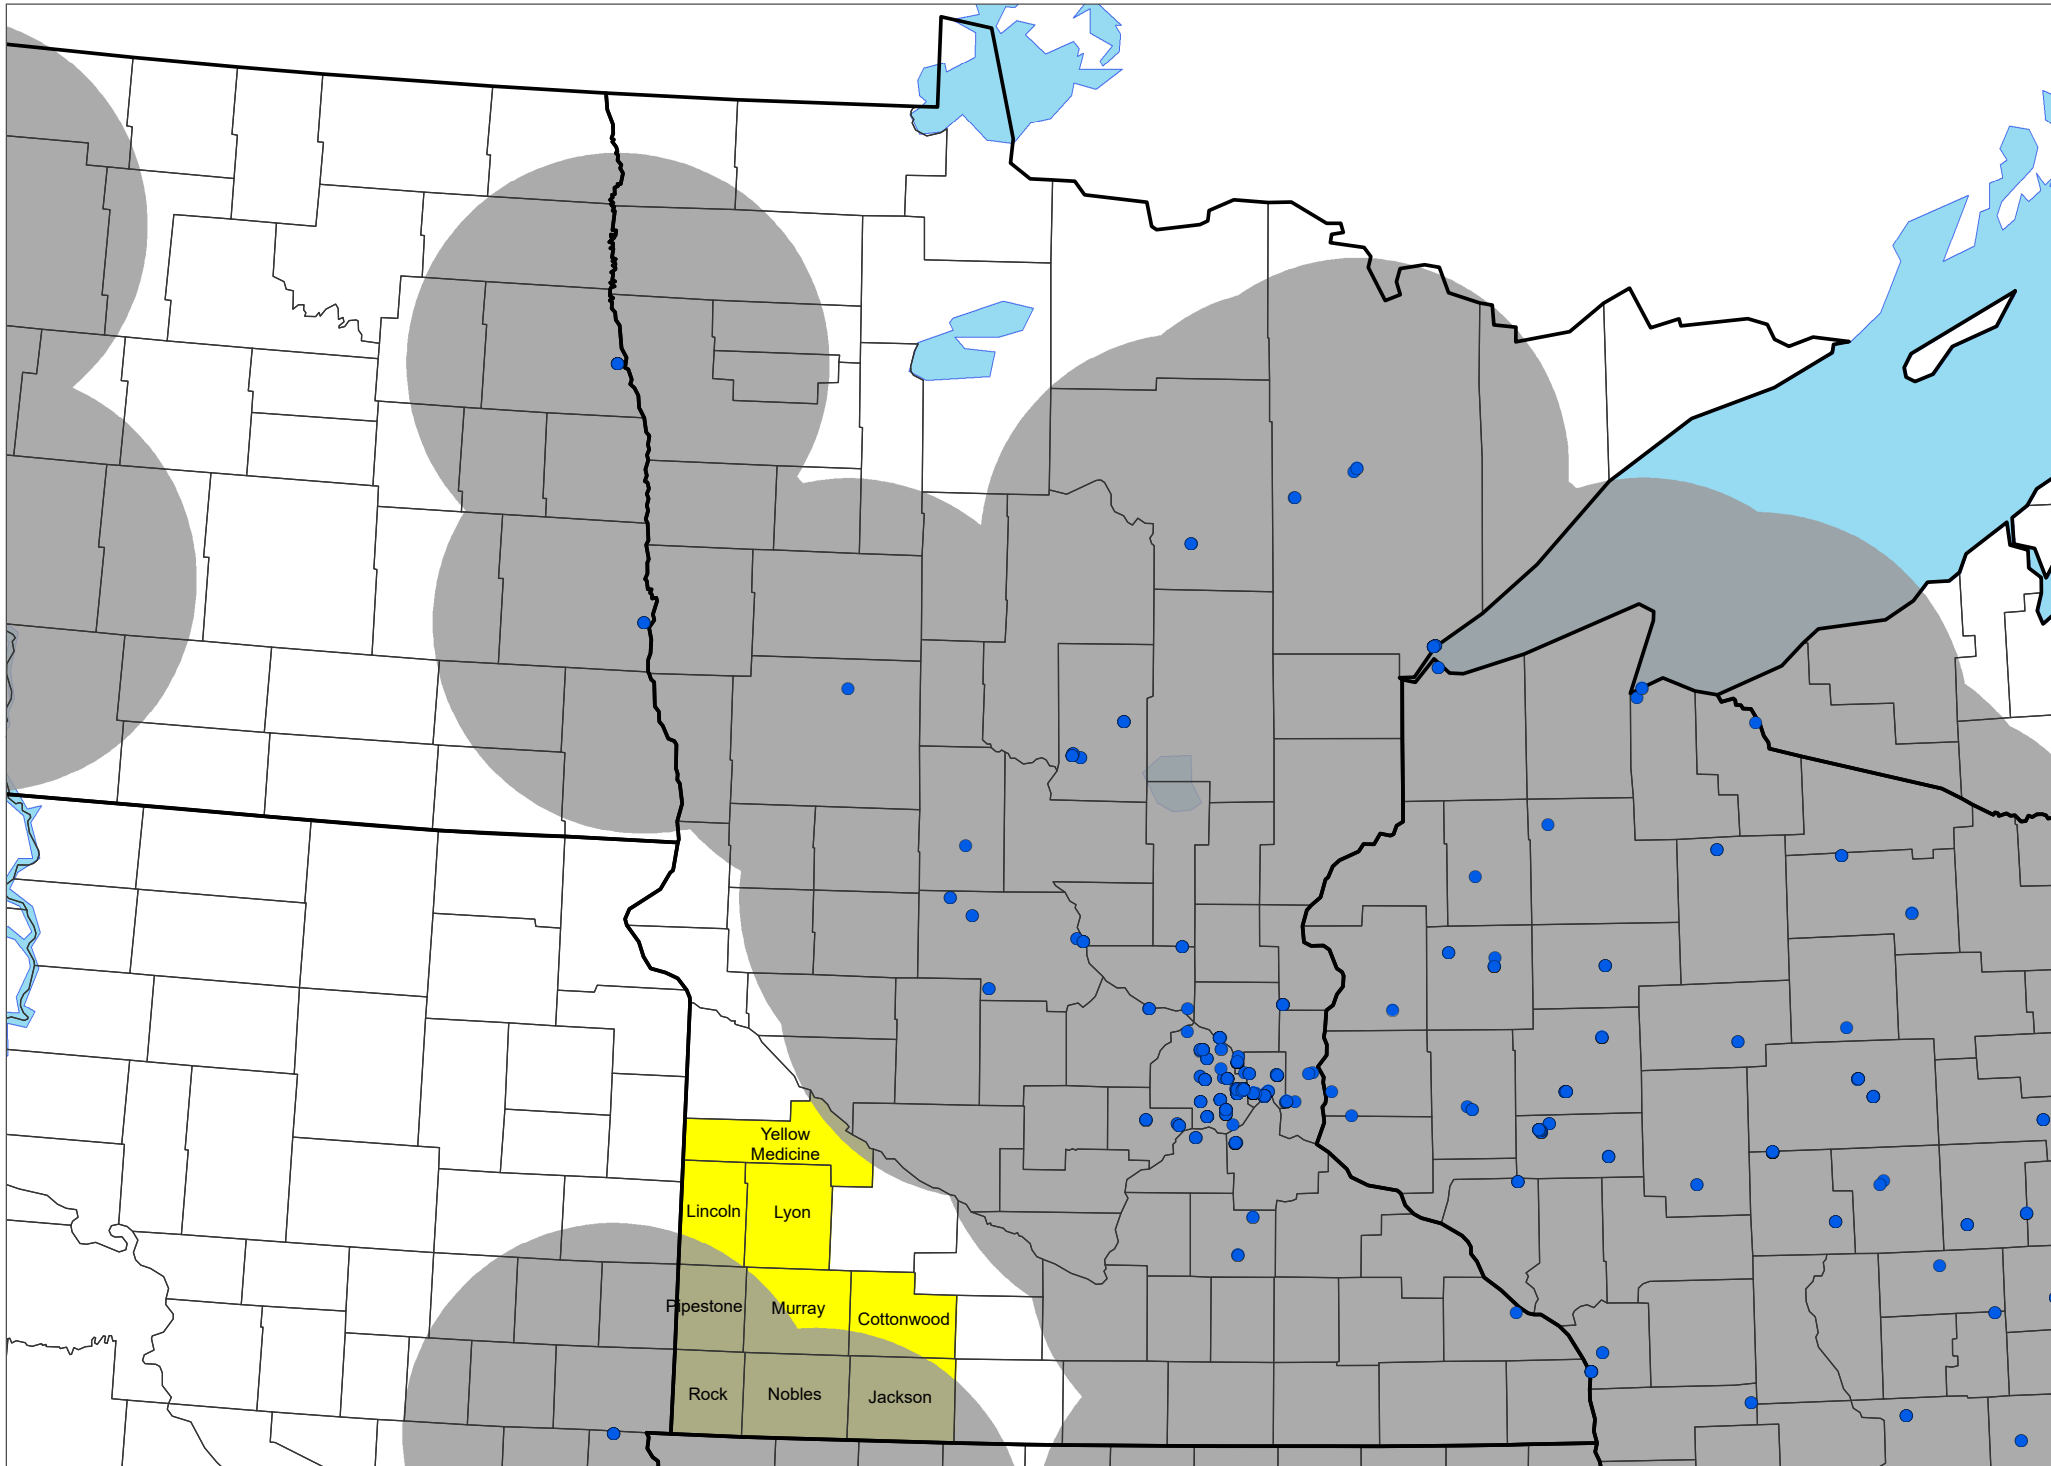 Yellow
Medicine
Lincoln
Lyon
Pipestone
Murray
Cottonwood
Rock
Nobles
Jackson